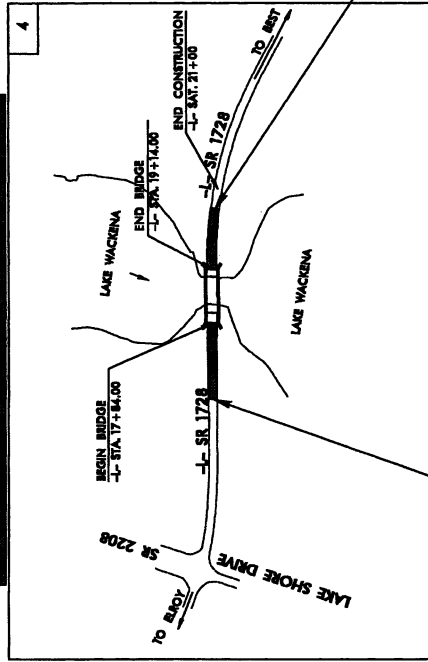 4
LAKE WACKENA
END BRIDGE
-L- STA. 19+14.00
END CONSTRUCTION
-L- SAT. 21+00
-L- SR 1728
TO BEST
BEGIN BRIDGE
-L- STA. 17+84.00
-L- SR 1728
LAKE WACKENA
SR 2208
LAKE SHORE DRIVE
TO ELROY